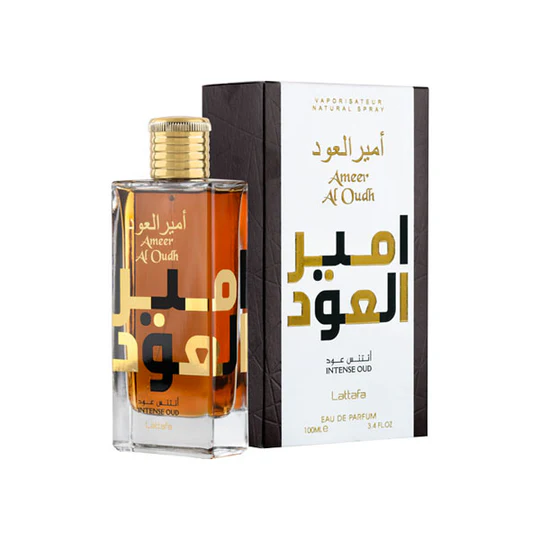 أمير العود
Ameer
Al Oudh
امير
العود
أنتنس عود
INTENSE OUD
Lattafa
VAPORISATEUR
NATURAL SPRAY
أمير العود
Ameer
Al Oudh
امير
العود
أنتنس عود
INTENSE OUD
Lattafa
EAU DE PARFUM
100ML℮ 3.4 FL.OZ.